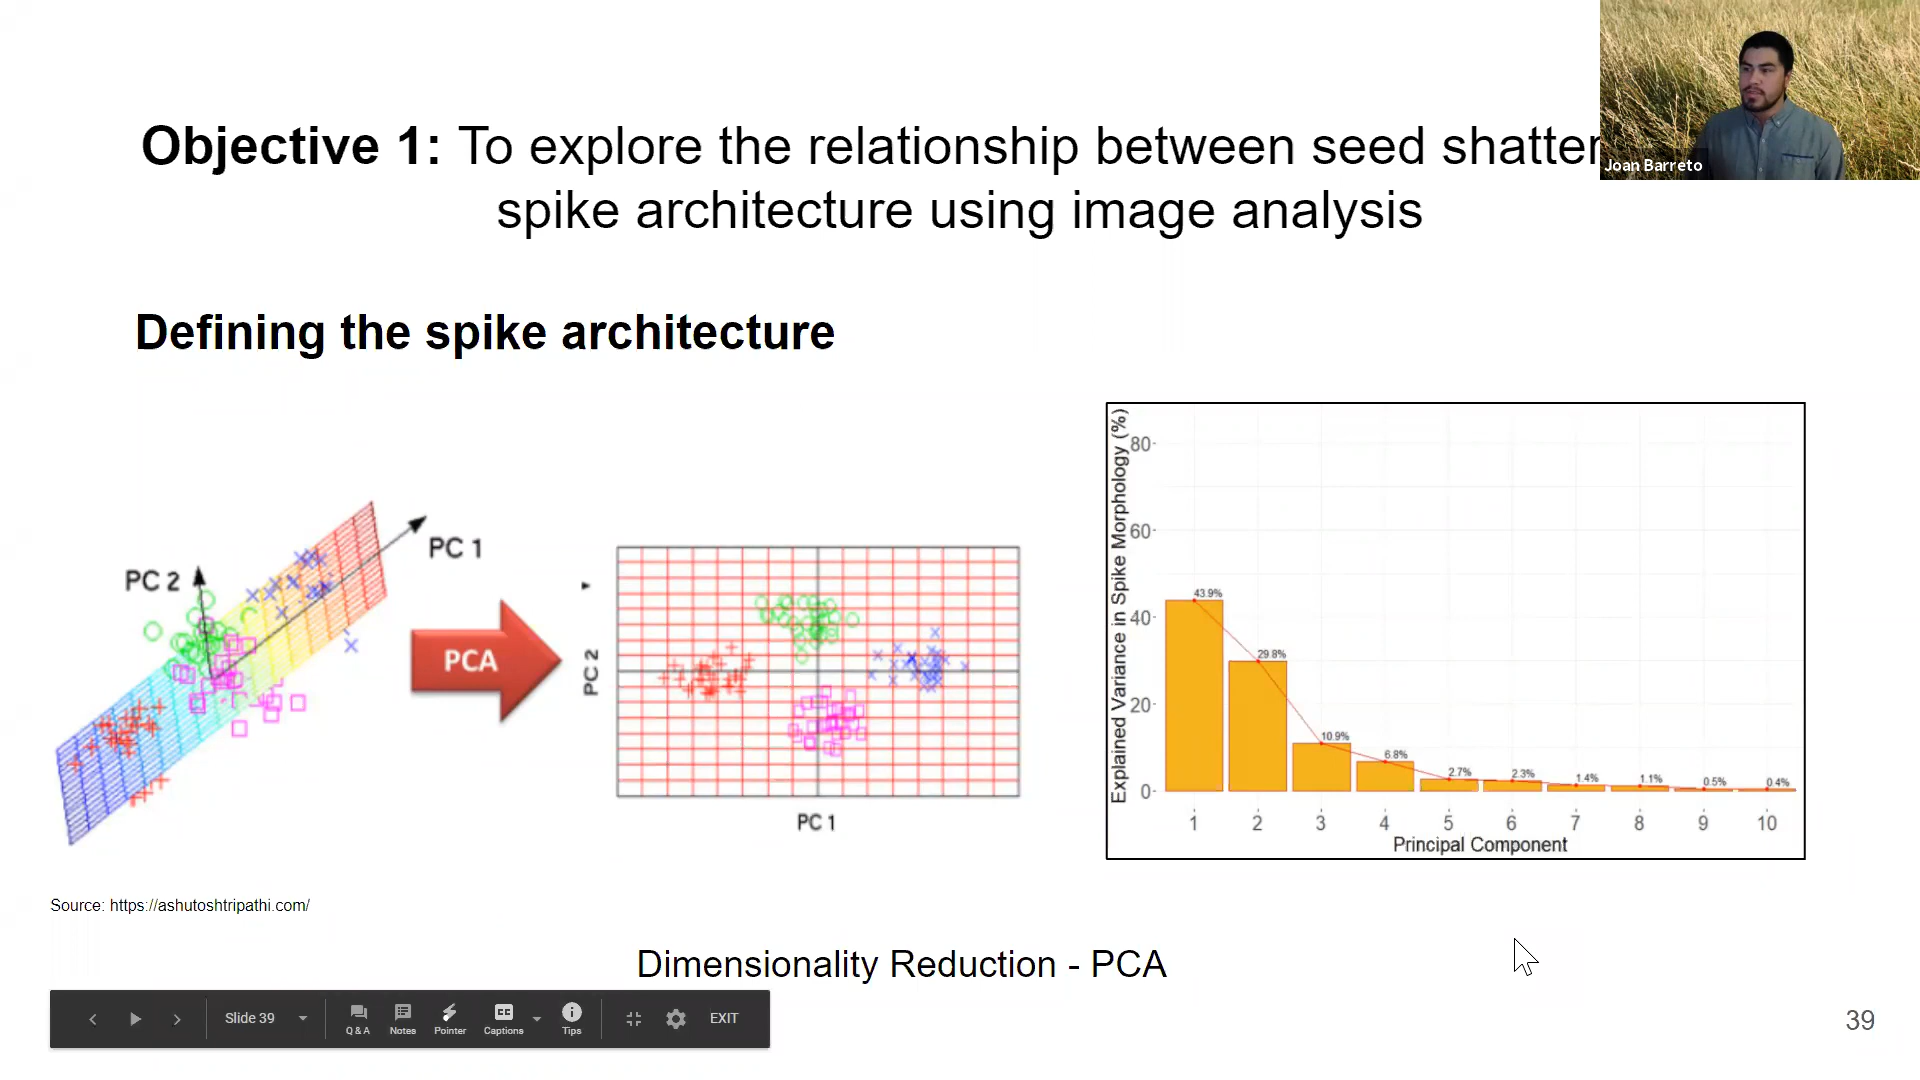 Objective 1: To explore the relationship between seed shatter
spike architecture using image analysis
Joan Barreto
Defining the spike architecture
PC 1
PC 2
PCA
PC 2
PC 1
Explained Variance in Spike Morphology (%)
80
60
40
20
0
43.9%
29.8%
10.9%
6.8%
2.7%
2.3%
1.4%
1.1%
0.5%
0.4%
1 2 3 4 5 6 7 8 9 10
Principal Component
Source: https://ashutoshtripathi.com/
Dimensionality Reduction - PCA
Slide 39
Q & A
Notes
Pointer
CC
Captions
Tips
EXIT
39